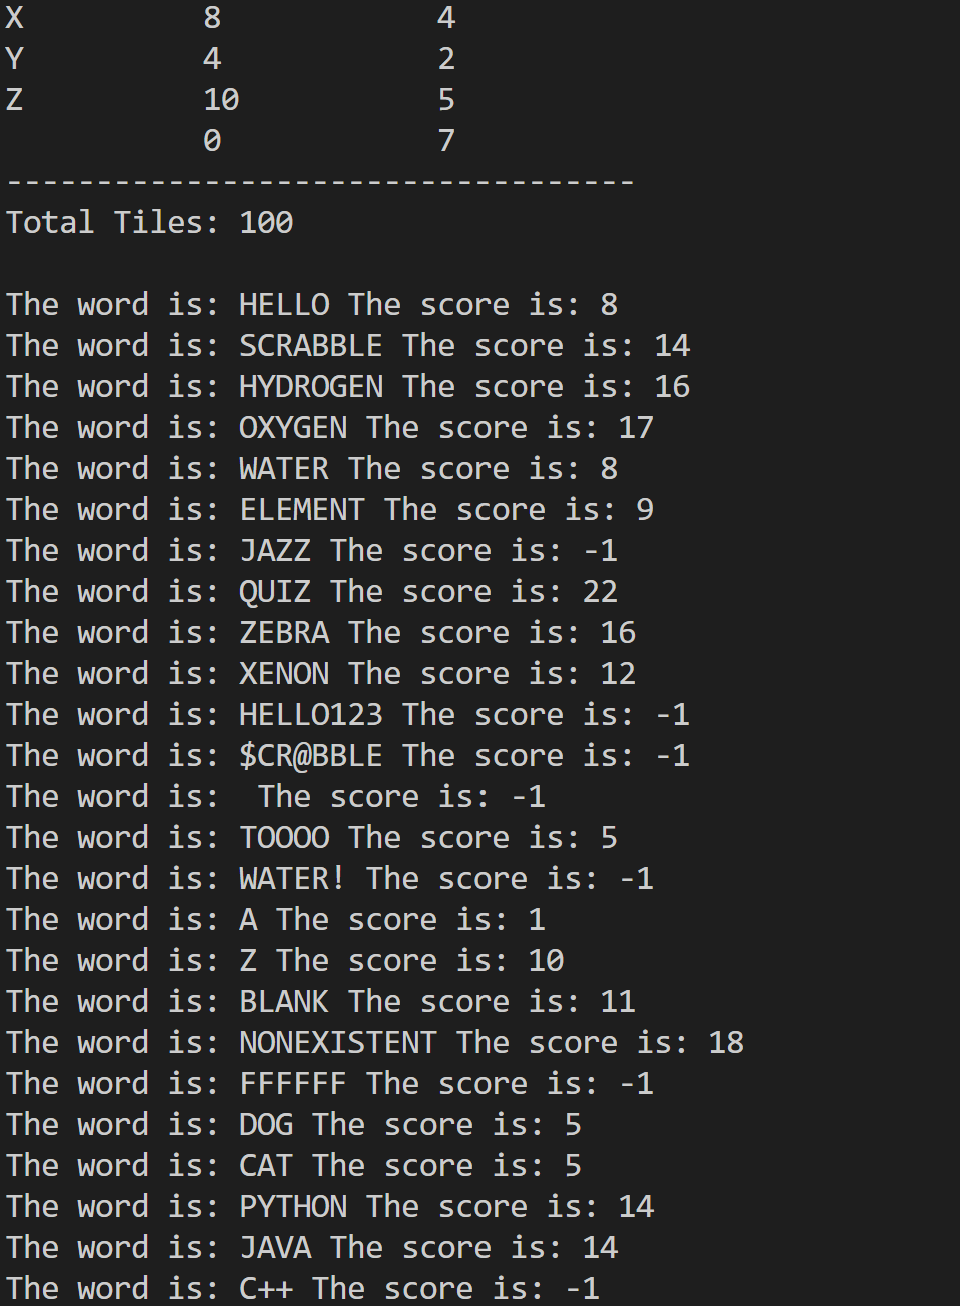 X          8            4
Y          4            2
Z          10           5
           0            7
-----------------------------------
Total Tiles: 100

The word is: HELLO The score is: 8
The word is: SCRABBLE The score is: 14
The word is: HYDROGEN The score is: 16
The word is: OXYGEN The score is: 17
The word is: WATER The score is: 8
The word is: ELEMENT The score is: 9
The word is: JAZZ The score is: -1
The word is: QUIZ The score is: 22
The word is: ZEBRA The score is: 16
The word is: XENON The score is: 12
The word is: HELLO123 The score is: -1
The word is: $CR@BBLE The score is: -1
The word is:  The score is: -1
The word is: TOOOO The score is: 5
The word is: WATER! The score is: -1
The word is: A The score is: 1
The word is: Z The score is: 10
The word is: BLANK The score is: 11
The word is: NONEXISTENT The score is: 18
The word is: FFFFFF The score is: -1
The word is: DOG The score is: 5
The word is: CAT The score is: 5
The word is: PYTHON The score is: 14
The word is: JAVA The score is: 14
The word is: C++ The score is: -1